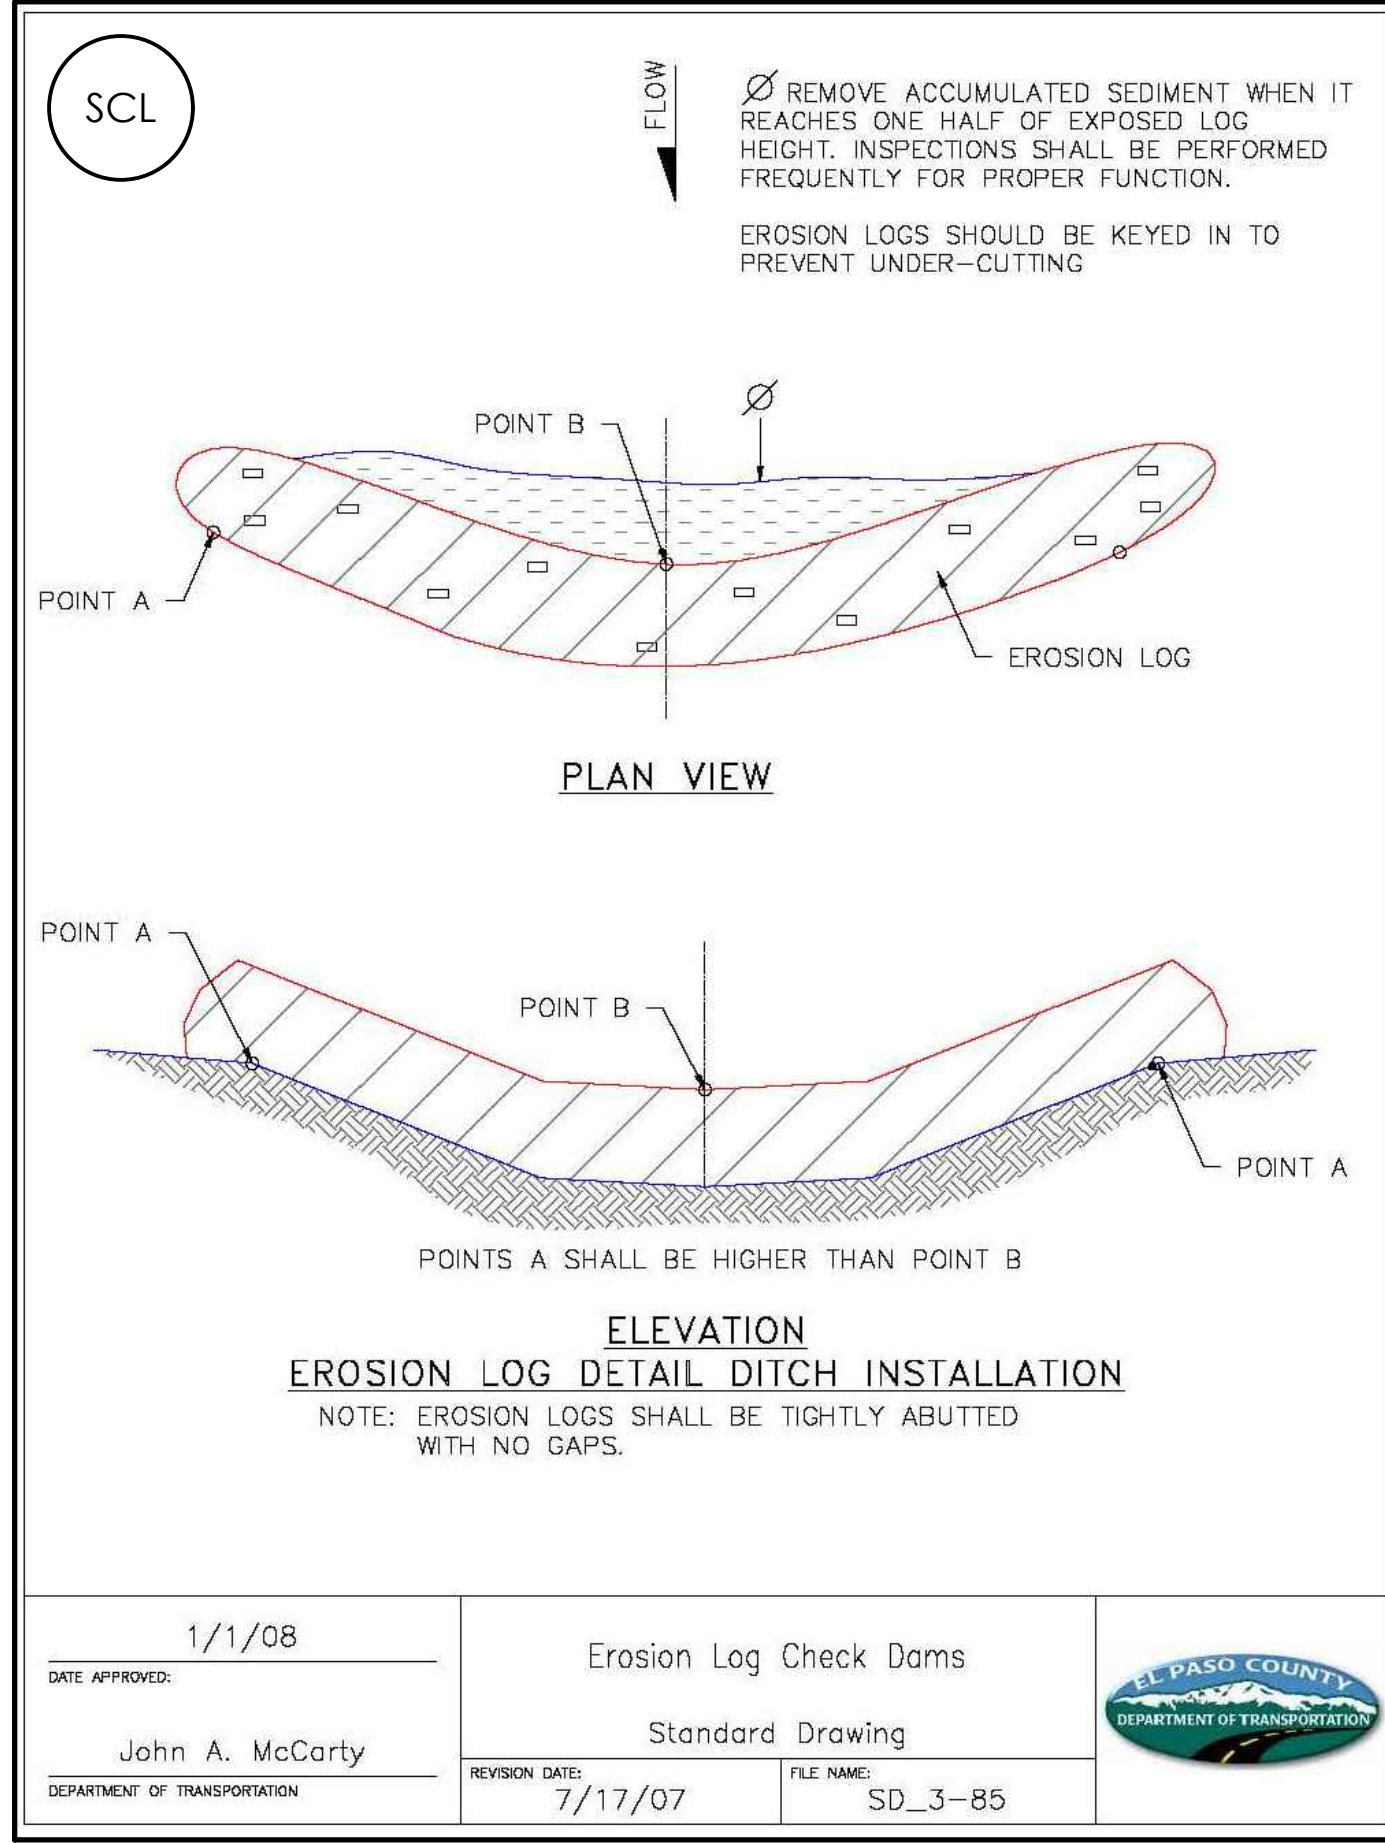 SCL
FLOW
Ø REMOVE ACCUMULATED SEDIMENT WHEN IT
REACHES ONE HALF OF EXPOSED LOG
HEIGHT. INSPECTIONS SHALL BE PERFORMED
FREQUENTLY FOR PROPER FUNCTION.
EROSION LOGS SHOULD BE KEYED IN TO
PREVENT UNDER-CUTTING
Ø
POINT B
POINT A
EROSION LOG
PLAN VIEW
POINT A
POINT B
POINT A
POINTS A SHALL BE HIGHER THAN POINT B
ELEVATION
EROSION LOG DETAIL DITCH INSTALLATION
NOTE: EROSION LOGS SHALL BE TIGHTLY ABUTTED
WITH NO GAPS.
1/1/08
DATE APPROVED:
John A. McCarty
DEPARTMENT OF TRANSPORTATION
Erosion Log Check Dams
Standard Drawing
REVISION DATE:
7/17/07
FILE NAME:
SD_3-85
EL PASO COUNTY
DEPARTMENT OF TRANSPORTATION